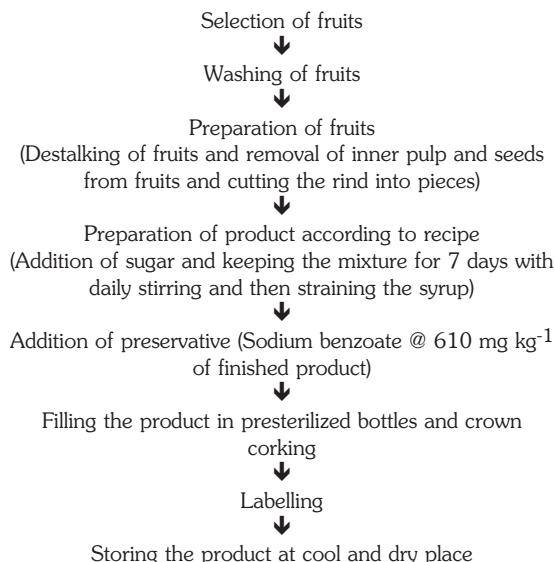 Selection of fruits
Washing of fruits
Preparation of fruits
(Destalking of fruits and removal of inner pulp and seeds
from fruits and cutting the rind into pieces)
Preparation of product according to recipe
(Addition of sugar and keeping the mixture for 7 days with
daily stirring and then straining the syrup)
Addition of preservative (Sodium benzoate @ 610 mg kg-1
of finished product)
Filling the product in presterilized bottles and crown
corking
Labelling
Storing the product at cool and dry place